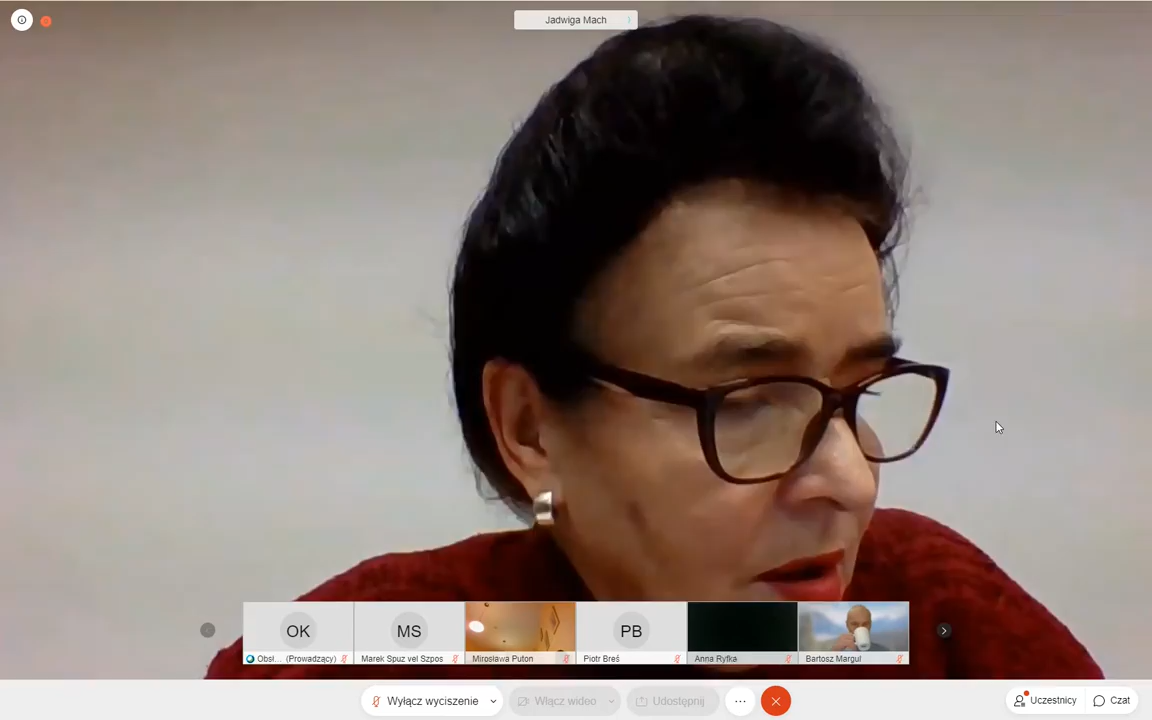 Jadwiga Mach
OK
MS
PB
Obsł... (Prowadzący)
Marek Spuz vel Szpos
Mirosława Puton
Piotr Breś
Anna Ryfka
Bartosz Marguł
Wyłącz wyciszenie
Włącz wideo
Udostępnij
Uczestnicy
Czat